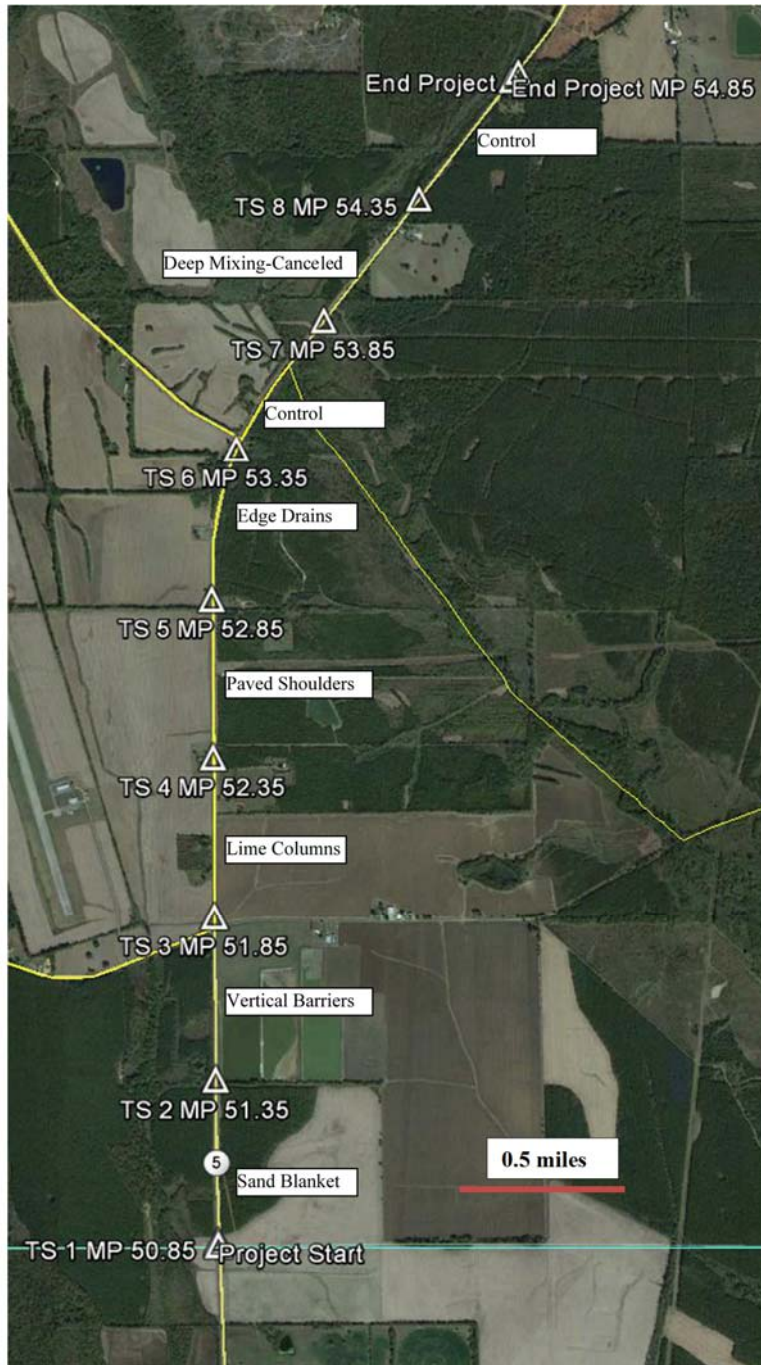 End Project
End Project MP 54.85
Control
TS 8 MP 54.35
Deep Mixing-Canceled
TS 7 MP 53.85
Control
TS 6 MP 53.35
Edge Drains
TS 5 MP 52.85
Paved Shoulders
TS 4 MP 52.35
Lime Columns
TS 3 MP 51.85
Vertical Barriers
TS 2 MP 51.35
0.5 miles
5
Sand Blanket
TS 1 MP 50.85
Project Start